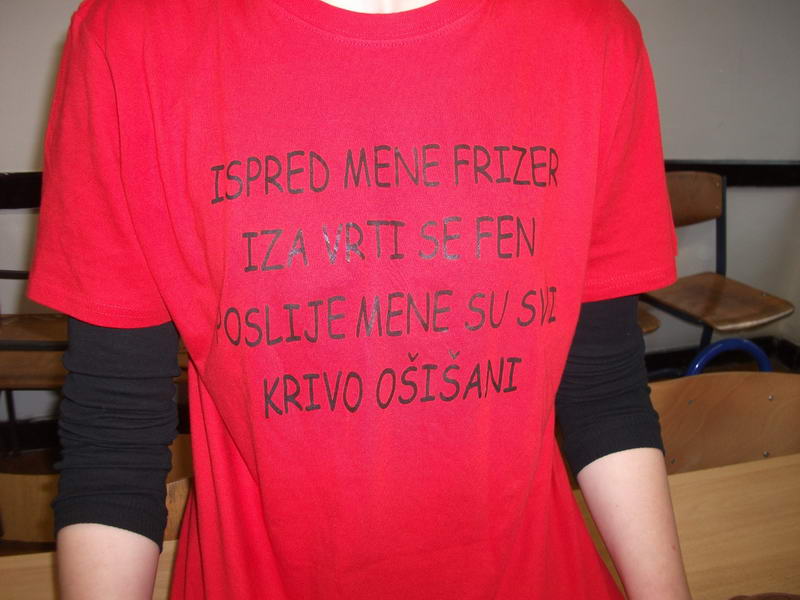 ISPRED MENE FRIZER
IZA VRTI SE FEN
POSLIJE MENE SU SVI
KRIVO OŠIŠANI